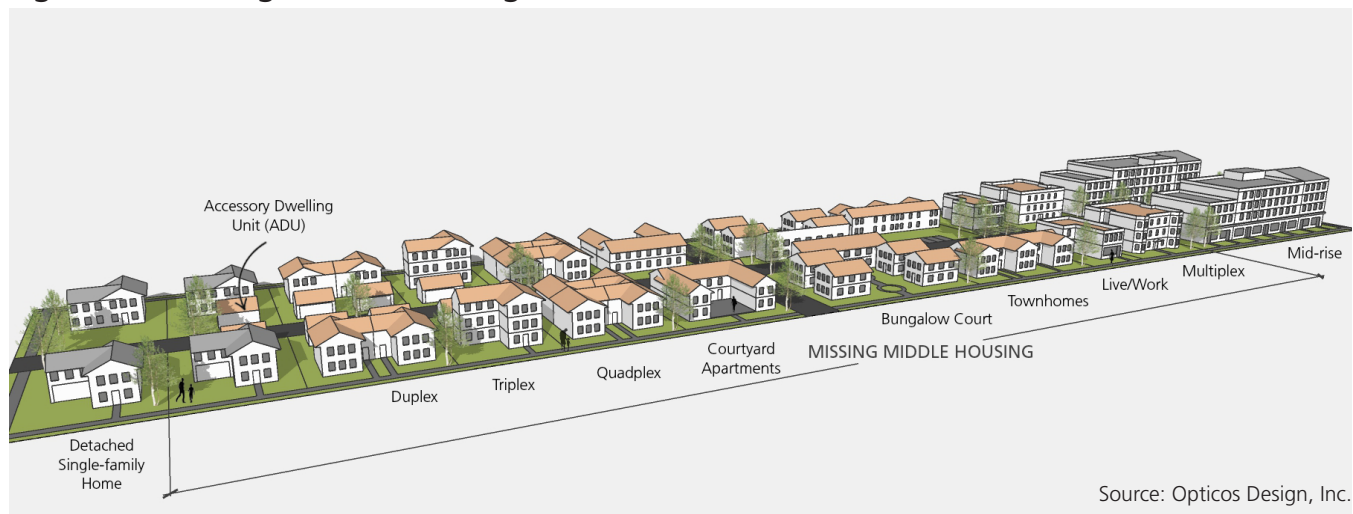 Accessory Dwelling
Unit (ADU)
Detached
Single-family
Home
Duplex
Triplex
Quadplex
Courtyard
Apartments
Bungalow Court
Townhomes
Live/Work
Multiplex
Mid-rise
MISSING MIDDLE HOUSING
Source: Opticos Design, Inc.